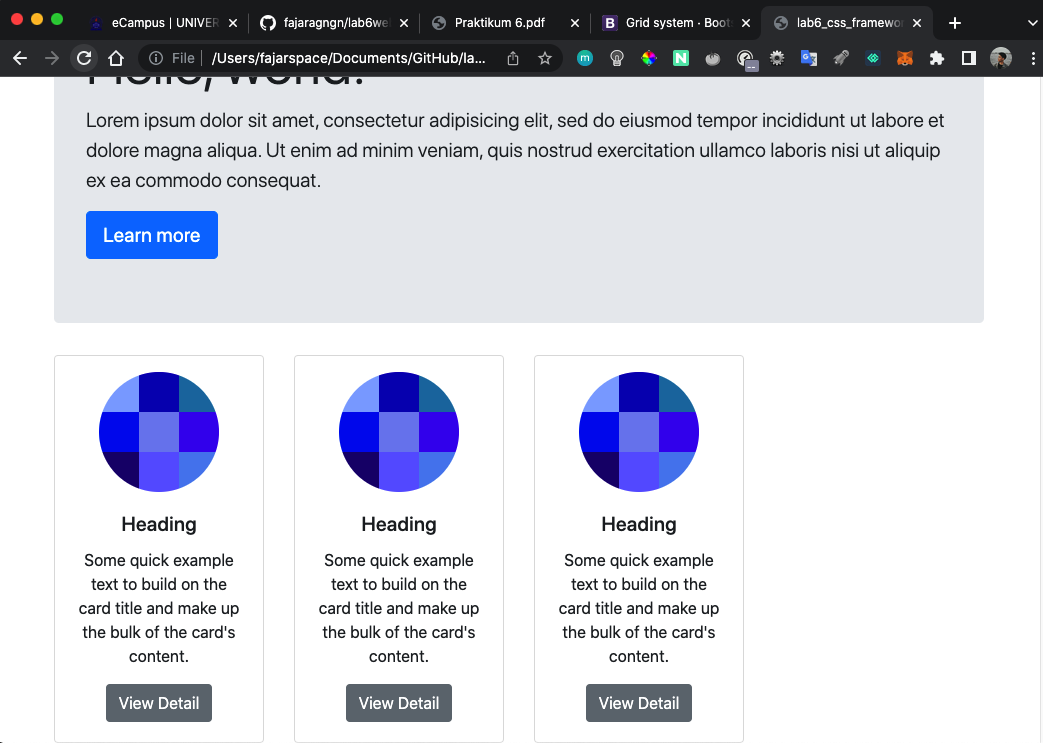 eCampus | UNIVER
fajaragngn/lab6we
Praktikum 6.pdf
B
Grid system · Boot
lab6_css_framewo
File
/Users/fajarspace/Documents/GitHub/la...
m
N
Hello, world!
Lorem ipsum dolor sit amet, consectetur adipisicing elit, sed do eiusmod tempor incididunt ut labore et
dolore magna aliqua. Ut enim ad minim veniam, quis nostrud exercitation ullamco laboris nisi ut aliquip
ex ea commodo consequat.
Learn more
Heading
Some quick example
text to build on the
card title and make up
the bulk of the card's
content.
View Detail
Heading
Some quick example
text to build on the
card title and make up
the bulk of the card's
content.
View Detail
Heading
Some quick example
text to build on the
card title and make up
the bulk of the card's
content.
View Detail